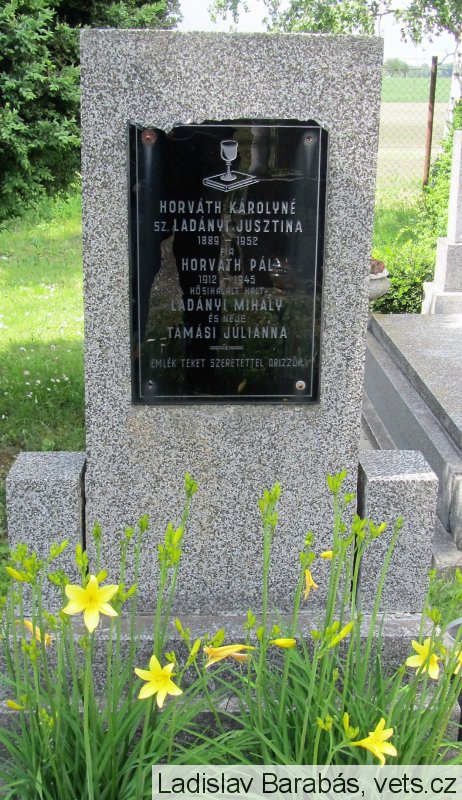 HORVÁTH KÁROLYNÉ
SZ. LADÁNYI JUSZTINA
1889 - 1952
FIA
HORVÁTH PÁL
1912 - 1945
HŐSIHALÁLT HALT
LADÁNYI MIHÁLY
ÉS NEJE
TAMÁSI JULIANNA
EMLÉKTEKET SZERETETTEL ŐRIZZÜK
Ladislav Barabás, vets.cz